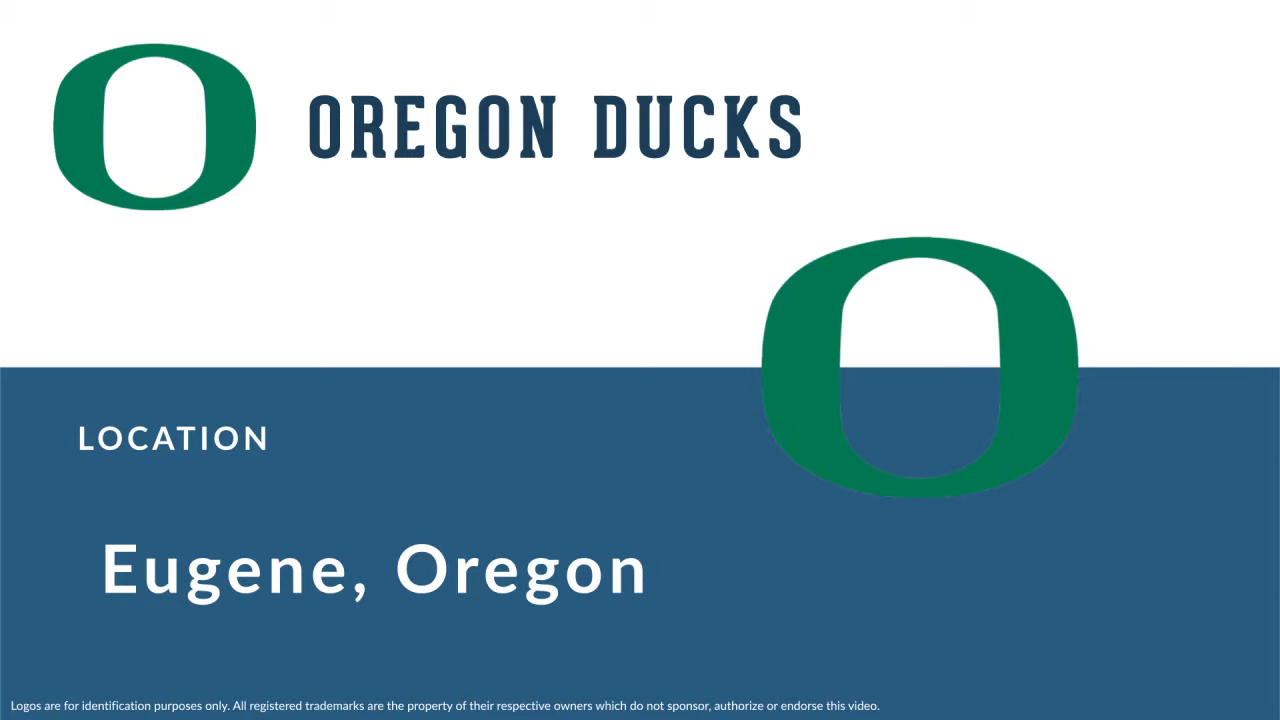 O
OREGON DUCKS
O
LOCATION
Eugene, Oregon
Logos are for identification purposes only. All registered trademarks are the property of their respective owners which do not sponsor, authorize or endorse this video.